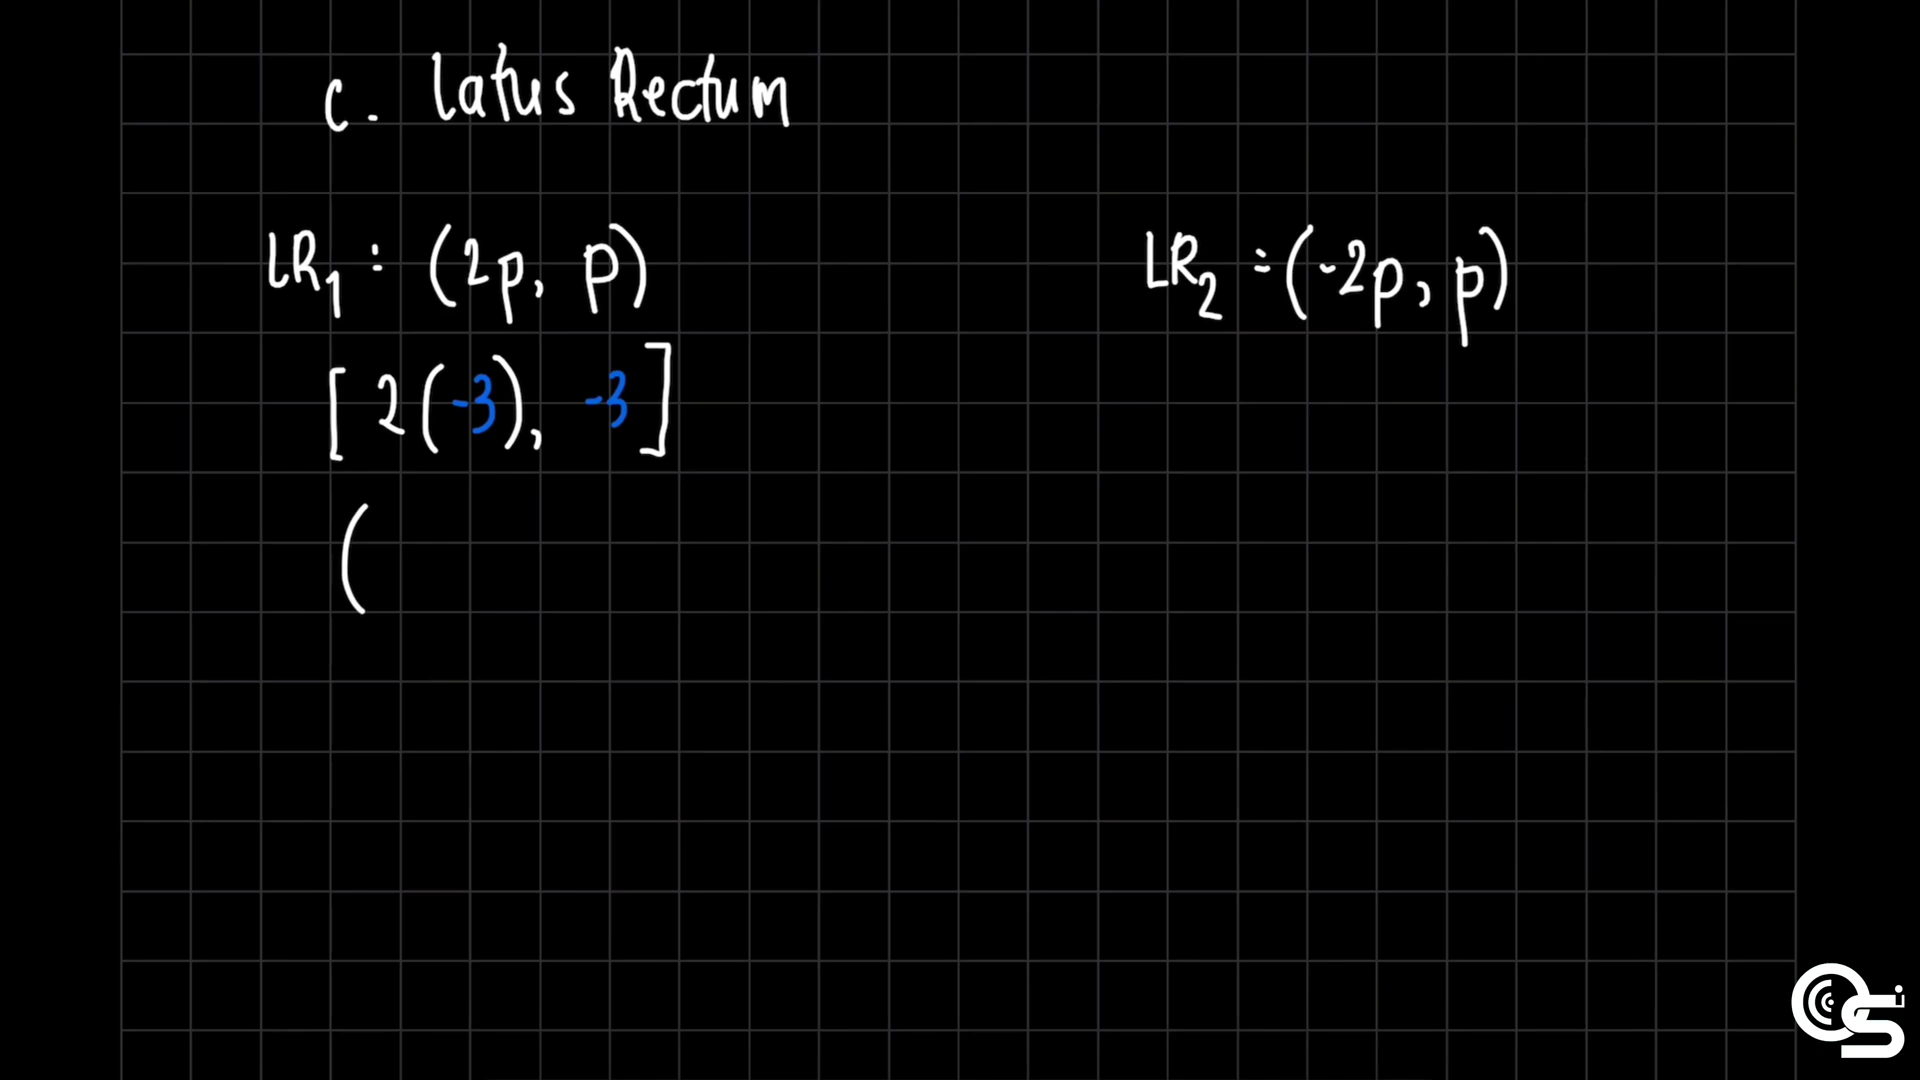 c. Latus Rectum
LR₁ : (2p, p)
LR₂ = (-2p, p)
[ 2(-3), -3 ]
(